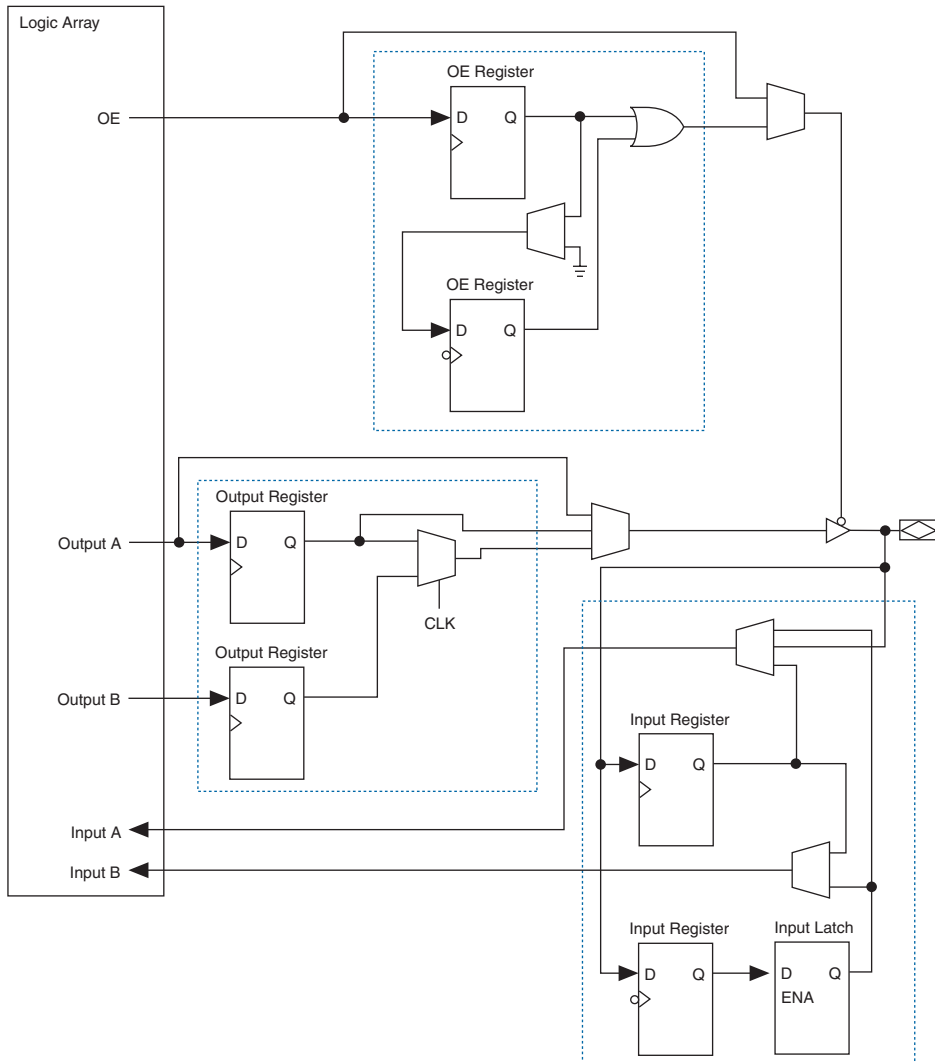 Logic Array
OE
OE Register
D Q
OE Register
D Q
Output Register
Output A
D Q
CLK
Output Register
Output B
D Q
Input Register
D Q
Input A
Input B
Input Register
Input Latch
D Q
D Q
ENA